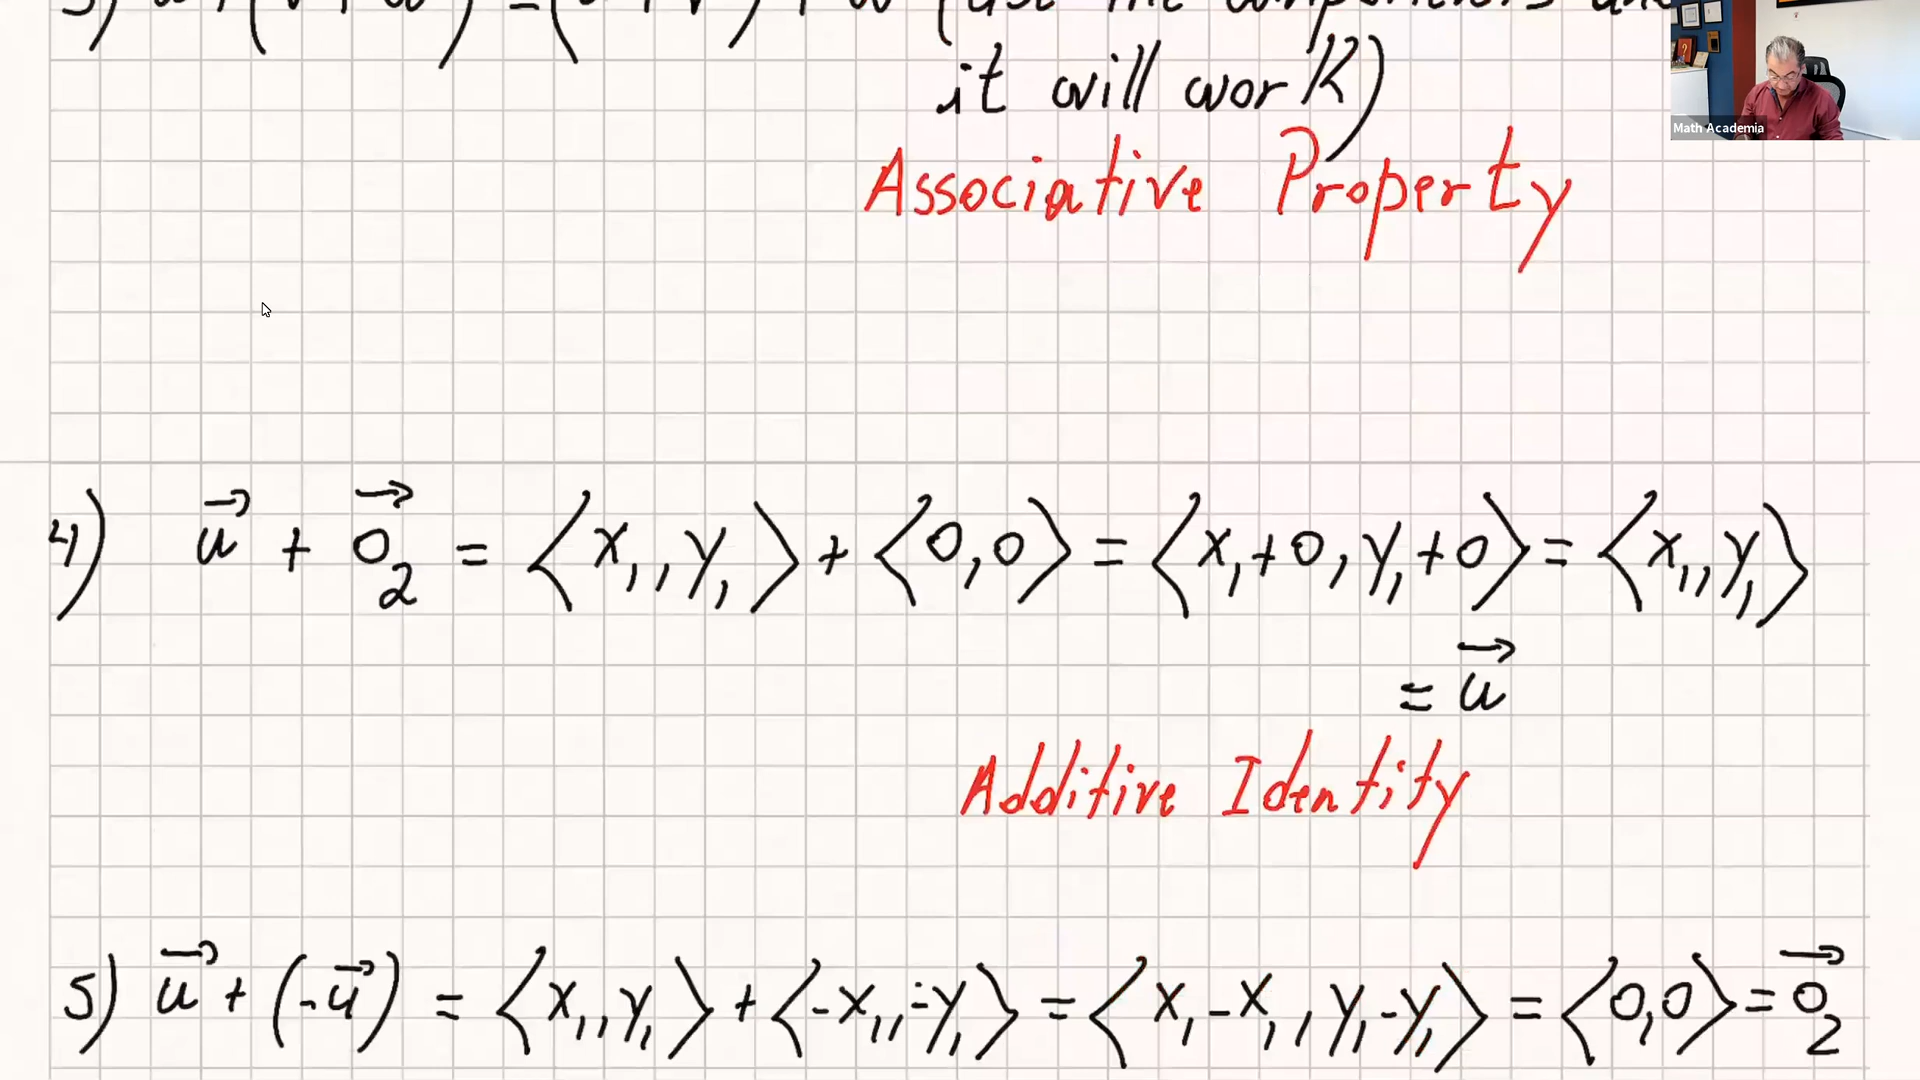 it will work)
Math Academia
Associative Property
4) u⃗ + 0⃗₂ = ⟨x₁, y₁⟩ + ⟨0,0⟩ = ⟨x₁+0, y₁+0⟩ = ⟨x₁, y₁⟩
= u⃗
Additive Identity
5) u⃗ + (-u⃗) = ⟨x₁, y₁⟩ + ⟨-x₁, -y₁⟩ = ⟨x₁-x₁, y₁-y₁⟩ = ⟨0,0⟩ = 0⃗₂